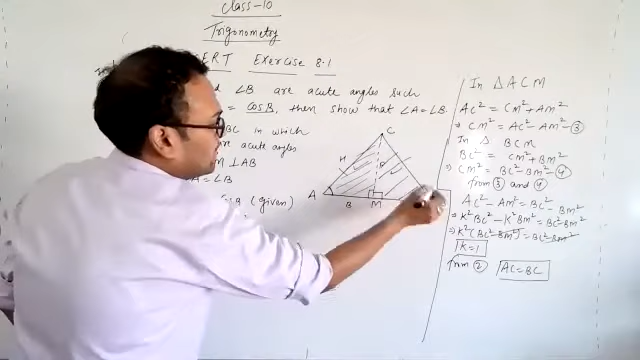 Class-10
Trigonometry
ERT Exercise 8.1
∠B are acute angles such
= cosB, then show that ∠A=∠B.
BC in which
acute angles
M ⊥ AB
=∠B
(given)
C
H
P
A
B
M
In △ ACM
AC² = CM² + AM²
⇒ CM² = AC² - AM² - ③
In △ BCM
BC² = CM² + BM²
⇒ CM² = BC² - BM² - ④
from ③ and ④
AC² - AM² = BC² - BM²
⇒ K²BC² - K²BM² = BC² - BM²
⇒ K²(BC² - BM²) = BC² - BM²
K=1
from ② AC=BC